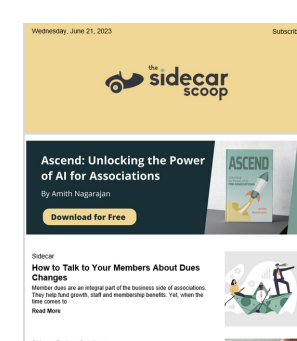 Wednesday, June 21, 2023
Subscrib
the
sidecar
scoop
Ascend: Unlocking the Power
of AI for Associations
By Amith Nagarajan
Download for Free
ASCEND
Sidecar
How to Talk to Your Members About Dues
Changes
Member dues are an integral part of the business side of associations.
They help fund growth, staff and membership benefits. Yet, when the
time comes to
Read More